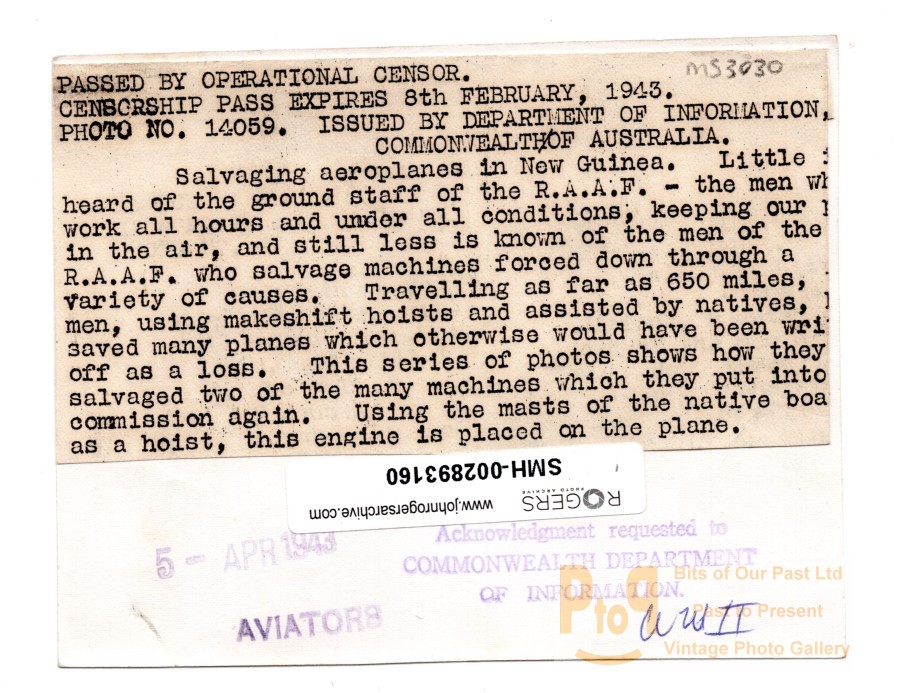 MS3030
PASSED BY OPERATIONAL CENSOR.
CENSORSHIP PASS EXPIRES 8th FEBRUARY, 1943.
PHOTO NO. 14059. ISSUED BY DEPARTMENT OF INFORMATION,
COMMONWEALTH OF AUSTRALIA.
Salvaging aeroplanes in New Guinea. Little
heard of the ground staff of the R.A.A.F. - the men wh
work all hours and under all conditions, keeping our
in the air, and still less is known of the men of the
R.A.A.F. who salvage machines forced down through a
variety of causes. Travelling as far as 650 miles,
men, using makeshift hoists and assisted by natives,
saved many planes which otherwise would have been wri
off as a loss. This series of photos shows how they
salvaged two of the many machines which they put into
commission again. Using the masts of the native boa
as a hoist, this engine is placed on the plane.
SMH-002893160
ROGERS
PHOTO ARCHIVE
www.johnrogersarchive.com
5 - APR 1943
AVIATORS
Acknowledgment requested to
COMMONWEALTH DEPARTMENT
OF INFORMATION.
WWII
PtoP
Bits of Our Past Ltd
Past to Present
Vintage Photo Gallery